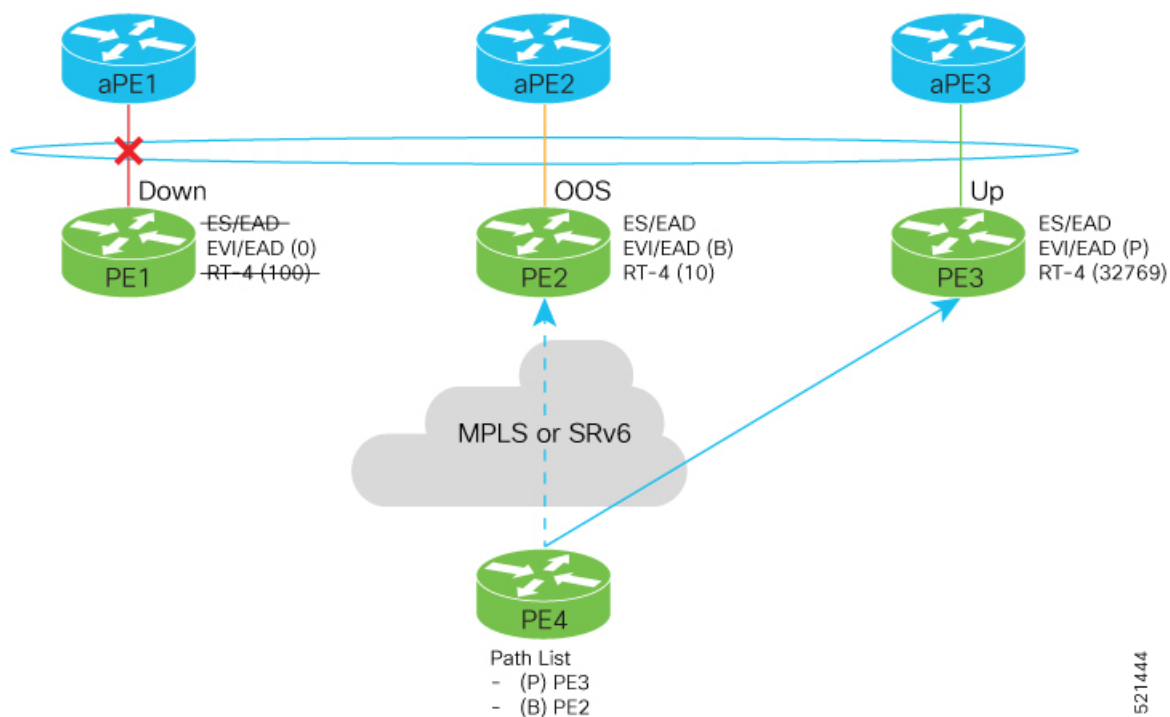 aPE1
aPE2
aPE3
Down
OOS
Up
ES/EAD
EVI/EAD (0)
RT-4 (100)
PE1
ES/EAD
EVI/EAD (B)
RT-4 (10)
PE2
ES/EAD
EVI/EAD (P)
RT-4 (32769)
PE3
MPLS or SRv6
PE4
Path List
- (P) PE3
- (B) PE2
521444